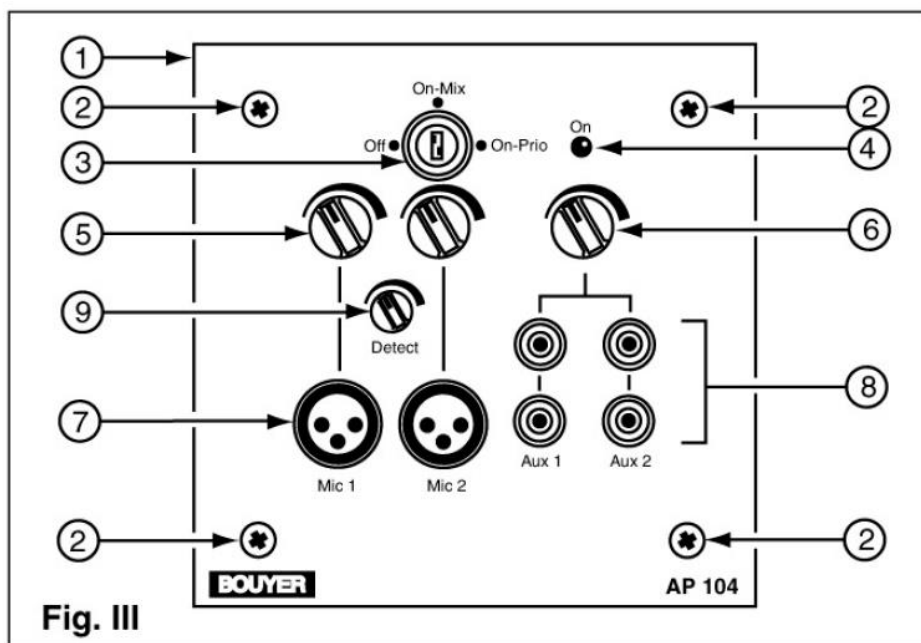 1
2
On-Mix
2
On
Off
On-Prio
3
4
5
6
9
Detect
8
7
Aux 1
Aux 2
Mic 1
Mic 2
2
2
BOUYER
AP 104
Fig. III